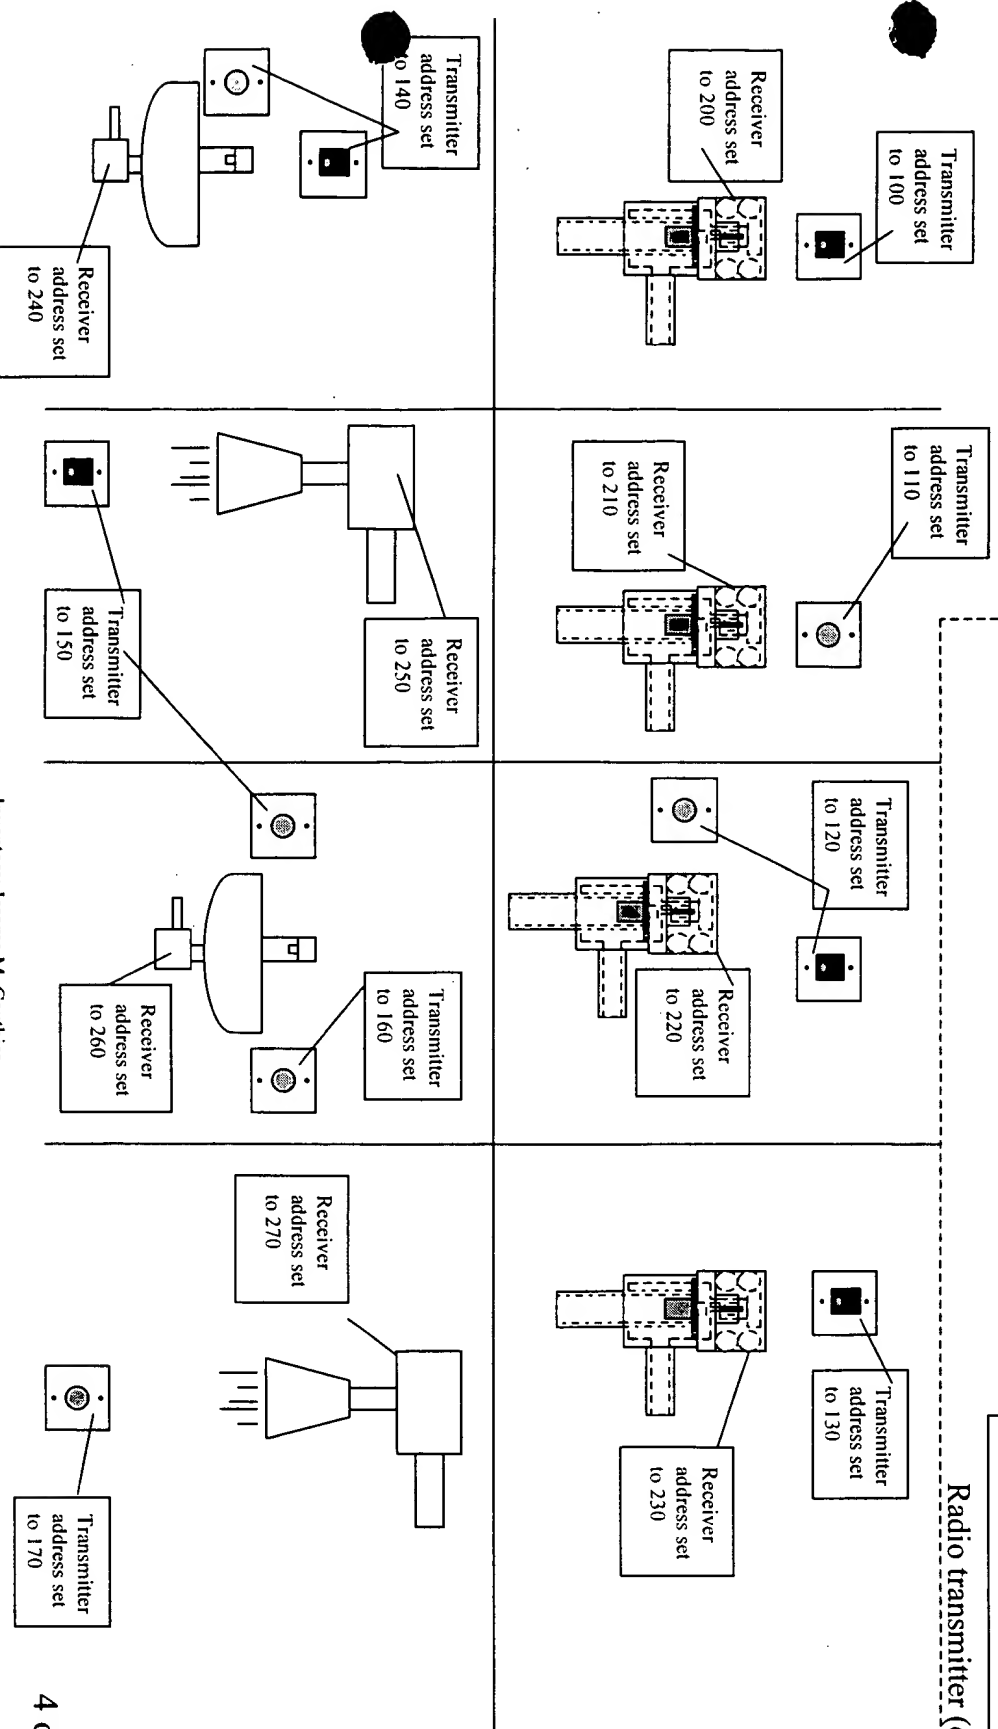 Radio transmitter (
Transmitter
address set
to 100
Transmitter
address set
to 110
Transmitter
address set
to 120
Transmitter
address set
to 130
Receiver
address set
to 200
Receiver
address set
to 210
Receiver
address set
to 220
Receiver
address set
to 230
Transmitter
address set
to 140
Receiver
address set
to 250
Transmitter
address set
to 160
Receiver
address set
to 270
Receiver
address set
to 240
Transmitter
address set
to 150
Receiver
address set
to 260
Transmitter
address set
to 170
4